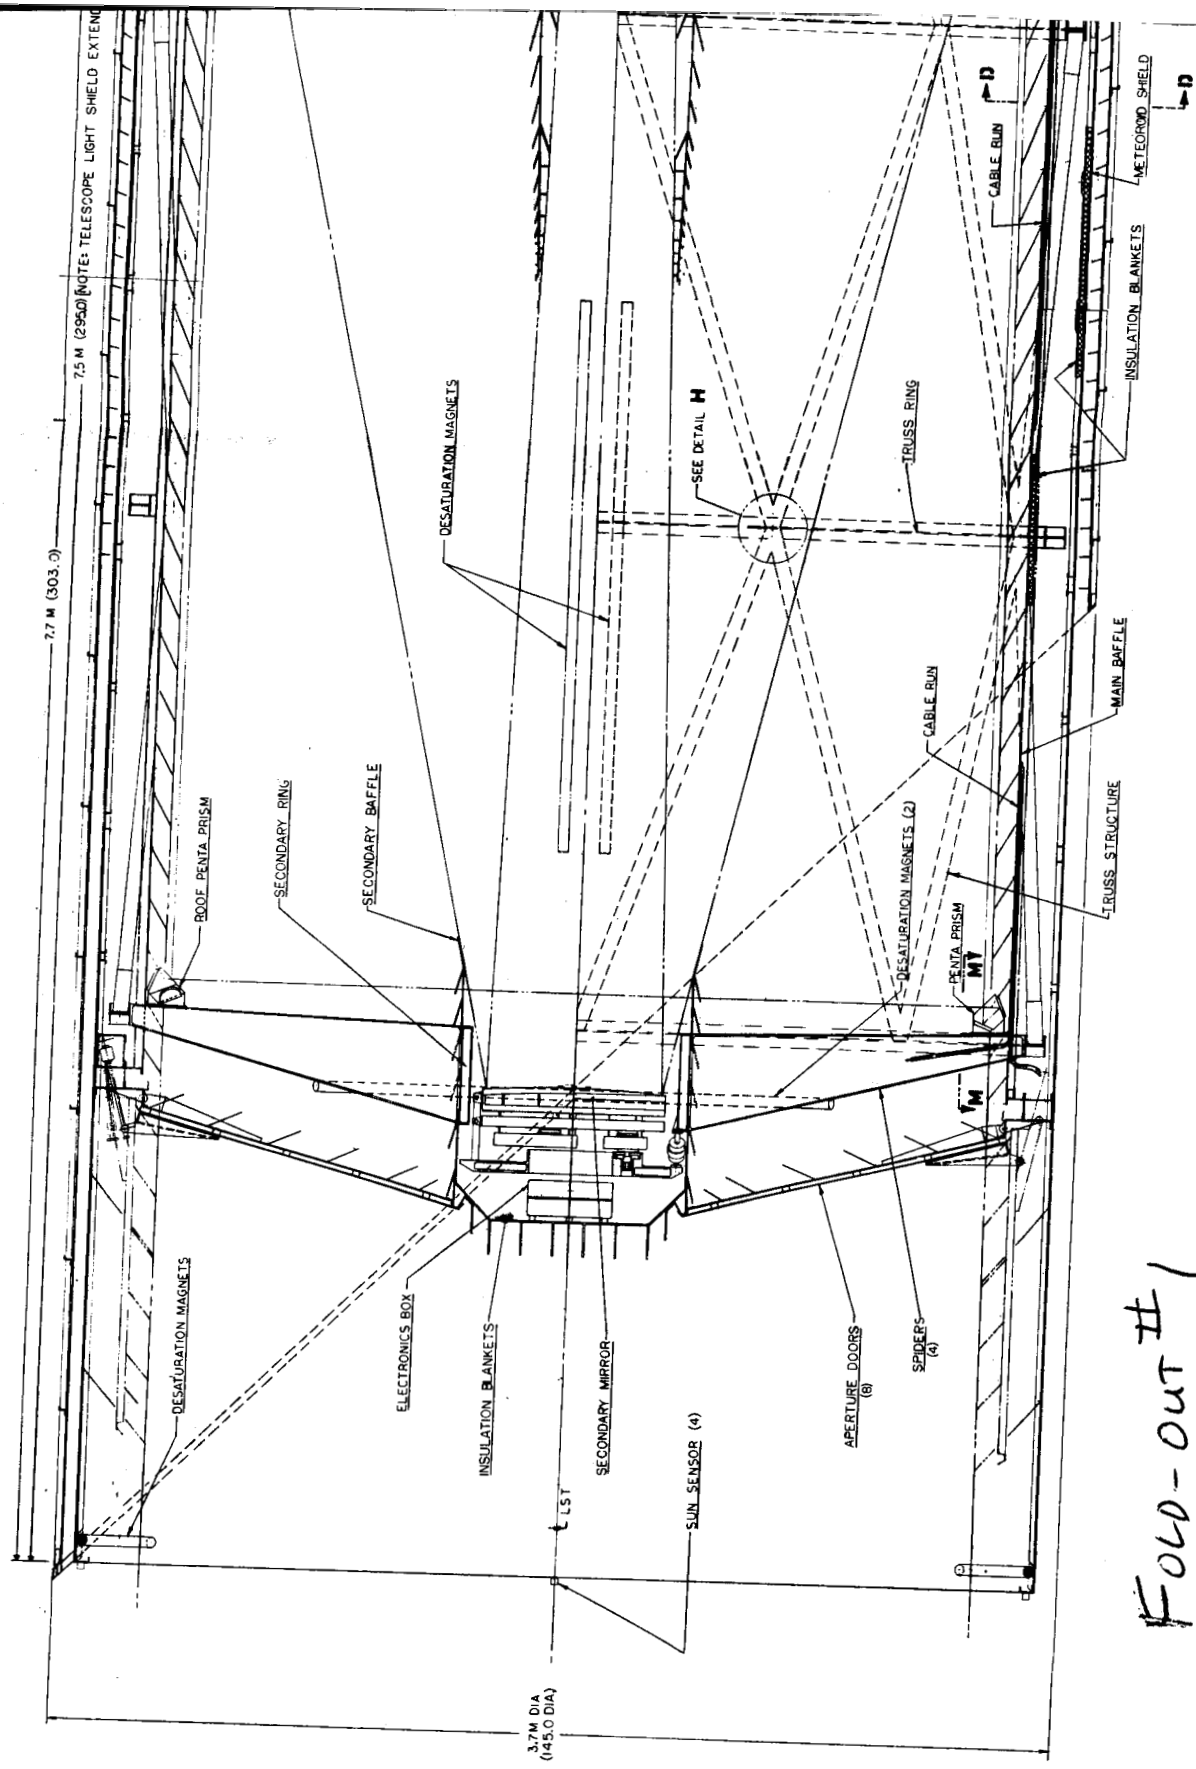 7.7 M (303.0)
7.5 M (295.0) [NOTE: TELESCOPE LIGHT SHIELD EXTEND
ROOF PENTA PRISM
SECONDARY RING
SECONDARY BAFFLE
DESATURATION MAGNETS
SEE DETAIL H
TRUSS RING
CABLE RUN
D
METEOROID SHIELD
D
INSULATION BLANKETS
MAIN BAFFLE
CABLE RUN
TRUSS STRUCTURE
DESATURATION MAGNETS (2)
PENTA PRISM
M
M
DESATURATION MAGNETS
ELECTRONICS BOX
INSULATION BLANKETS
SECONDARY MIRROR
LST
SUN SENSOR (4)
APERTURE DOORS
(8)
SPIDERS
(4)
3.7M DIA
(145.0 DIA)
FOLD-OUT #1